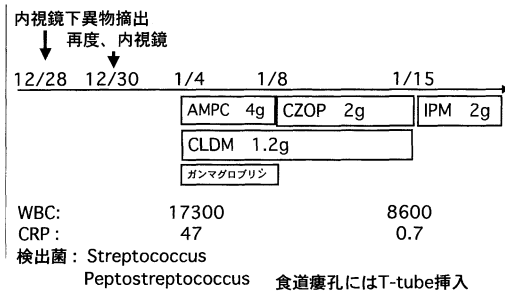 内視鏡下異物摘出
再度、内視鏡
12/28 12/30 1/4 1/8 1/15
AMPC 4g CZOP 2g IPM 2g
CLDM 1.2g
ガンマグロブリン
WBC: 17300 8600
CRP : 47 0.7
検出菌 : Streptococcus
Peptostreptococcus 食道瘻孔にはT-tube挿入